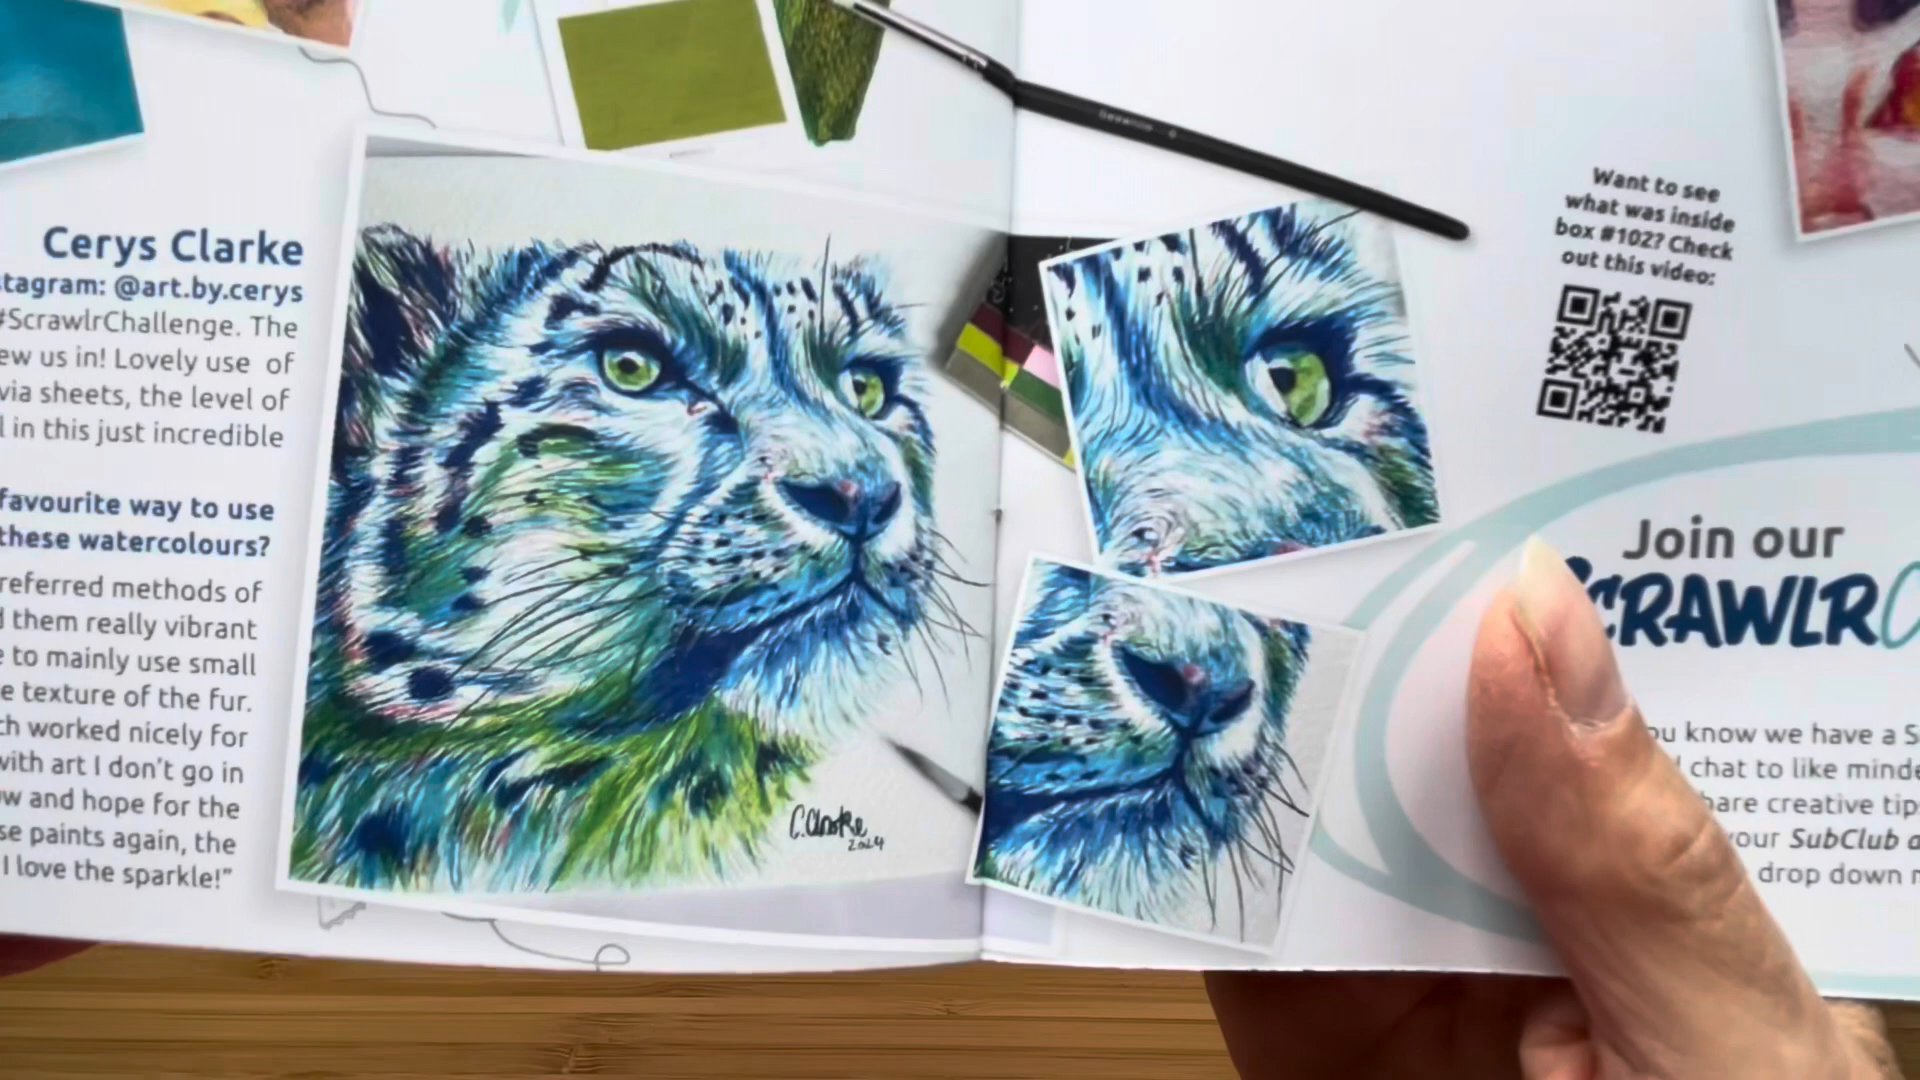 Cerys Clarke
stagram: @art.by.cerys
#ScrawlrChallenge. The
ew us in! Lovely use of
via sheets, the level of
l in this just incredible
favourite way to use
these watercolours?
referred methods of
d them really vibrant
e to mainly use small
e texture of the fur.
ch worked nicely for
with art I don't go in
ow and hope for the
se paints again, the
I love the sparkle!"
C.Clarke
2024
Want to see
what was inside
box #102? Check
out this video:
Join our
SCRAWLRC
ou know we have a S
chat to like minde
hare creative tip
your SubClub a
drop down m